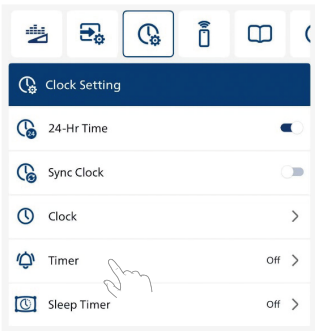 Clock Setting
24-Hr Time
Sync Clock
Clock
Timer Off
Sleep Timer Off